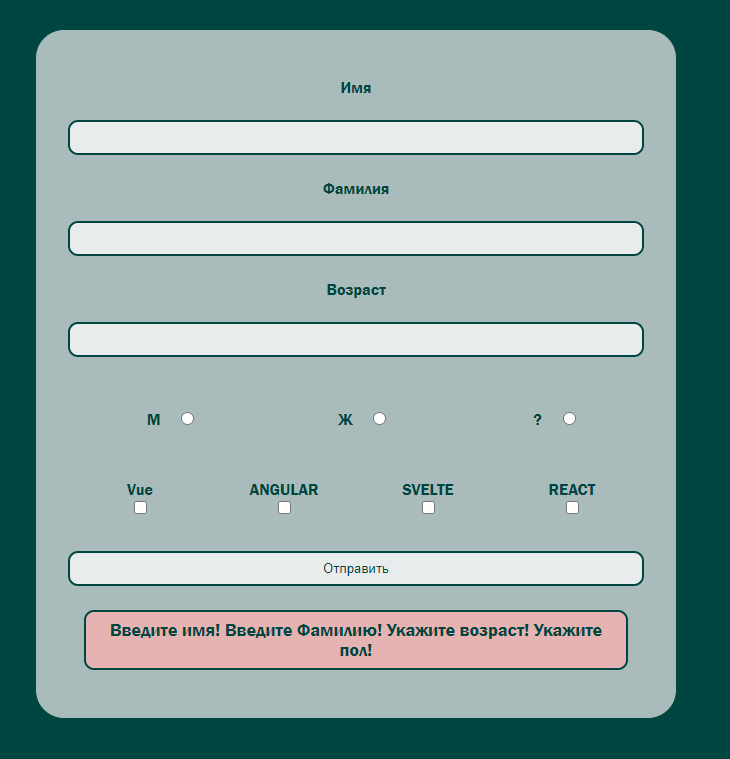 Имя
Фамилия
Возраст
М Ж ?
Vue ANGULAR SVELTE REACT
Отправить
Введите имя! Введите Фамилию! Укажите возраст! Укажите
пол!